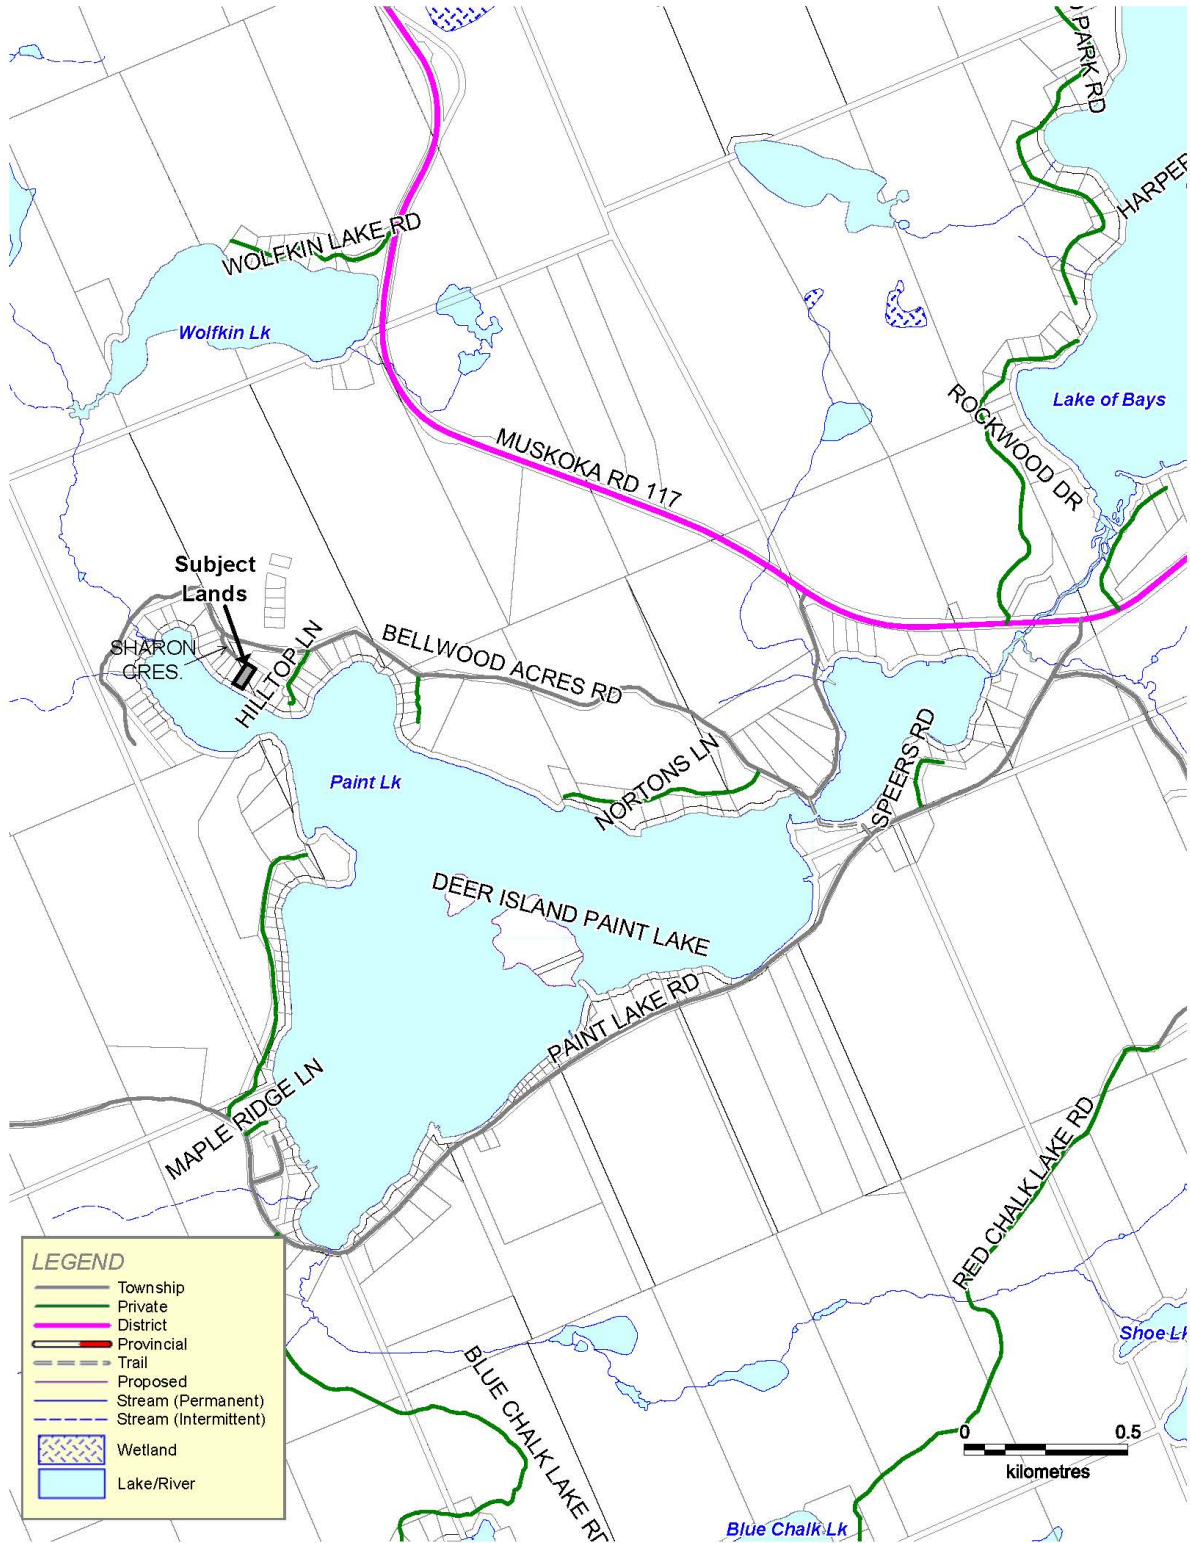 PARK RD
HARPER
WOLFKIN LAKE RD
Wolfkin Lk
Lake of Bays
ROCKWOOD DR
MUSKOKA RD 117
Subject
Lands
SHARON
CRES.
HILLTOP LN
BELLWOOD ACRES RD
NORTONS LN
SPEERS RD
Paint Lk
DEER ISLAND PAINT LAKE
PAINT LAKE RD
MAPLE RIDGE LN
RED CHALK LAKE RD
Shoe Lk
BLUE CHALK LAKE RD
Blue Chalk Lk
LEGEND
Township
Private
District
Provincial
Trail
Proposed
Stream (Permanent)
Stream (Intermittent)
Wetland
Lake/River
0 0.5
kilometres